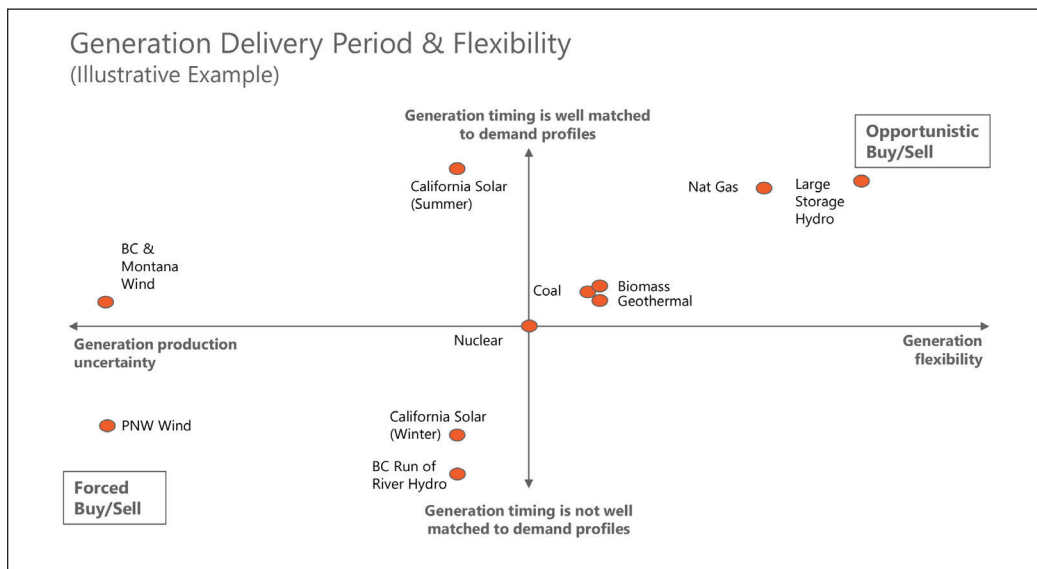 Generation Delivery Period & Flexibility
(Illustrative Example)
Generation timing is well matched
to demand profiles
Opportunistic
Buy/Sell
California Solar
(Summer)
Nat Gas
Large
Storage
Hydro
BC &
Montana
Wind
Coal
Biomass
Geothermal
Nuclear
Generation production
uncertainty
Generation
flexibility
PNW Wind
California Solar
(Winter)
BC Run of
River Hydro
Forced
Buy/Sell
Generation timing is not well
matched to demand profiles